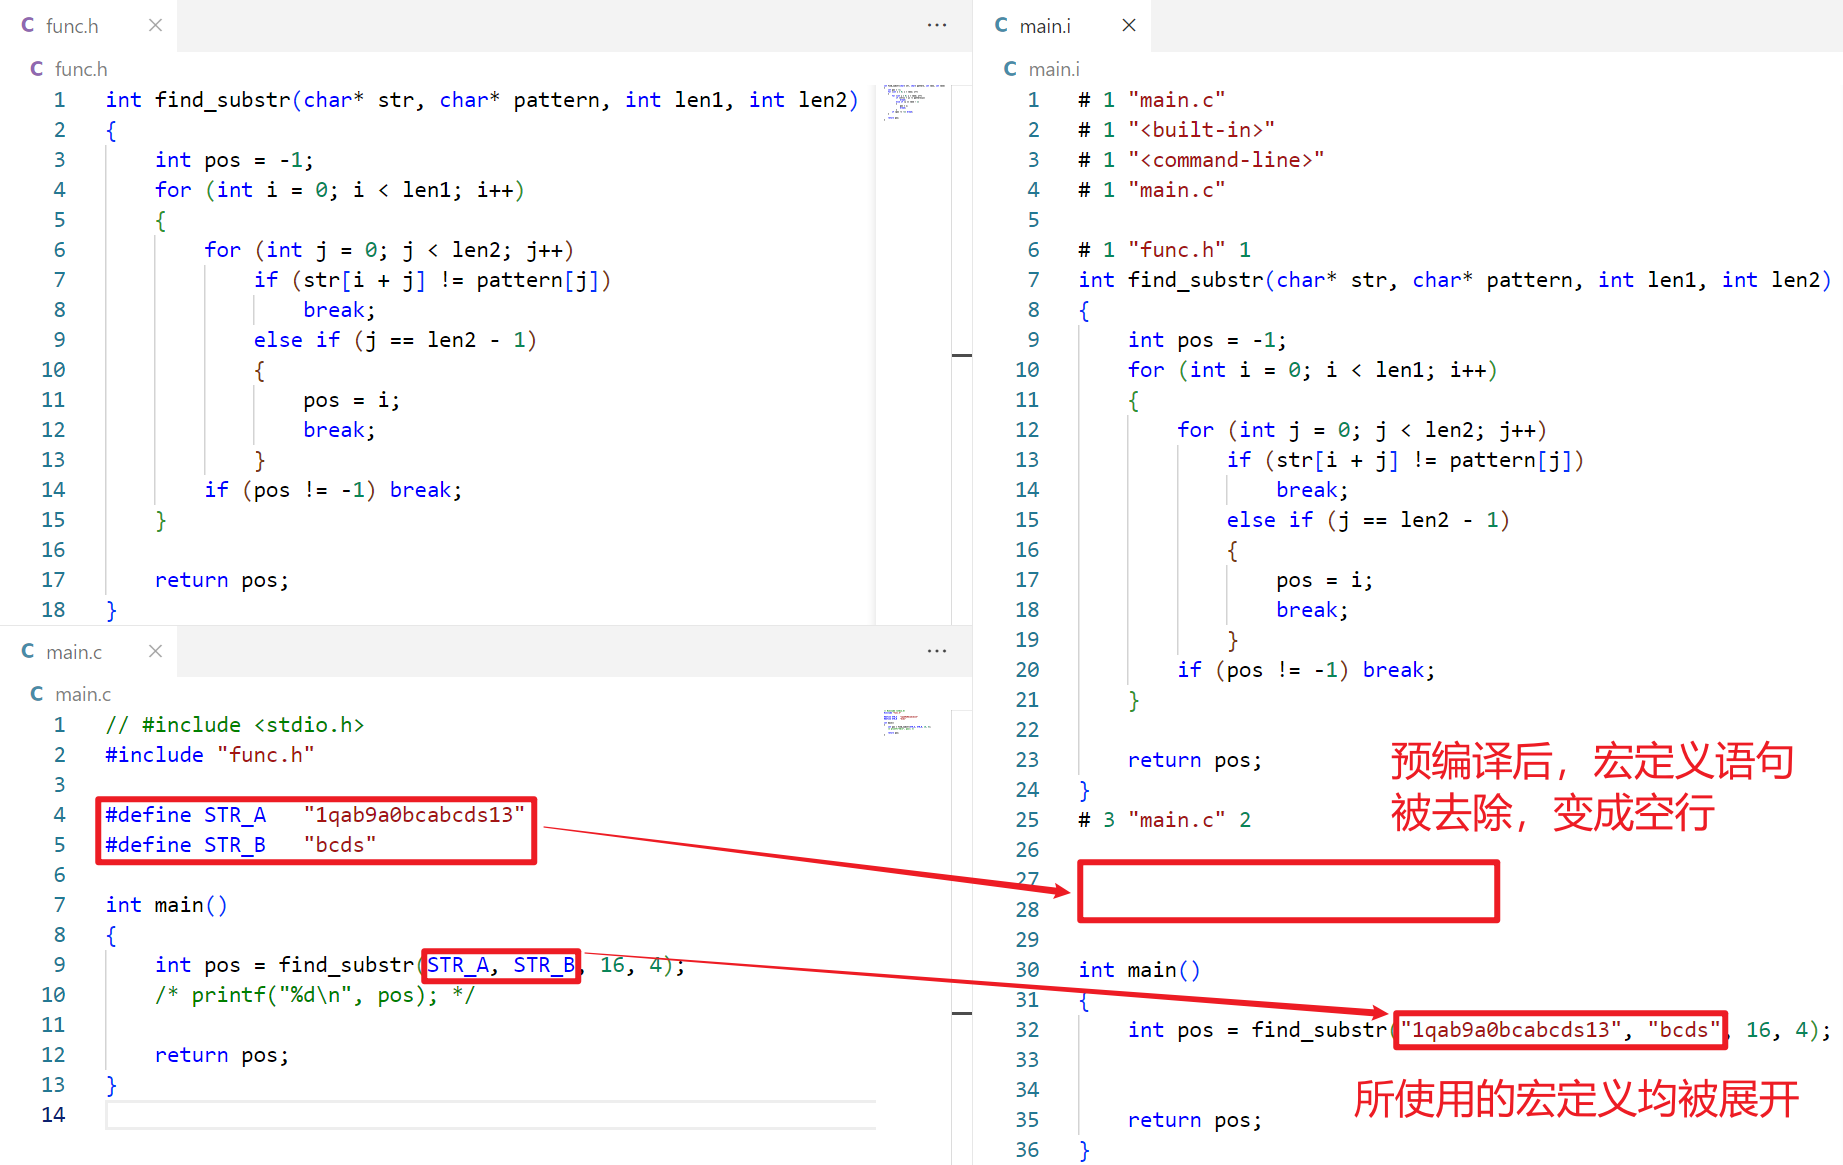 func.h
func.h
1 int find_substr(char* str, char* pattern, int len1, int len2)
2 {
3     int pos = -1;
4     for (int i = 0; i < len1; i++)
5     {
6         for (int j = 0; j < len2; j++)
7             if (str[i + j] != pattern[j])
8                 break;
9             else if (j == len2 - 1)
10             {
11                 pos = i;
12                 break;
13             }
14         if (pos != -1) break;
15     }
16
17     return pos;
18 }
main.c
main.c
1 // #include <stdio.h>
2 #include "func.h"
3
4 #define STR_A   "1qab9a0bcabcds13"
5 #define STR_B   "bcds"
6
7 int main()
8 {
9     int pos = find_substr(STR_A, STR_B, 16, 4);
10     /* printf("%d\n", pos); */
11
12     return pos;
13 }
14
main.i
main.i
1 # 1 "main.c"
2 # 1 "<built-in>"
3 # 1 "<command-line>"
4 # 1 "main.c"
5
6 # 1 "func.h" 1
7 int find_substr(char* str, char* pattern, int len1, int len2)
8 {
9     int pos = -1;
10     for (int i = 0; i < len1; i++)
11     {
12         for (int j = 0; j < len2; j++)
13             if (str[i + j] != pattern[j])
14                 break;
15             else if (j == len2 - 1)
16             {
17                 pos = i;
18                 break;
19             }
20         if (pos != -1) break;
21     }
22
23     return pos;
24 }
25 # 3 "main.c" 2
26
27
28
29
30 int main()
31 {
32     int pos = find_substr("1qab9a0bcabcds13", "bcds", 16, 4);
33
34
35     return pos;
36 }
预编译后，宏定义语句
被去除，变成空行
所使用的宏定义均被展开